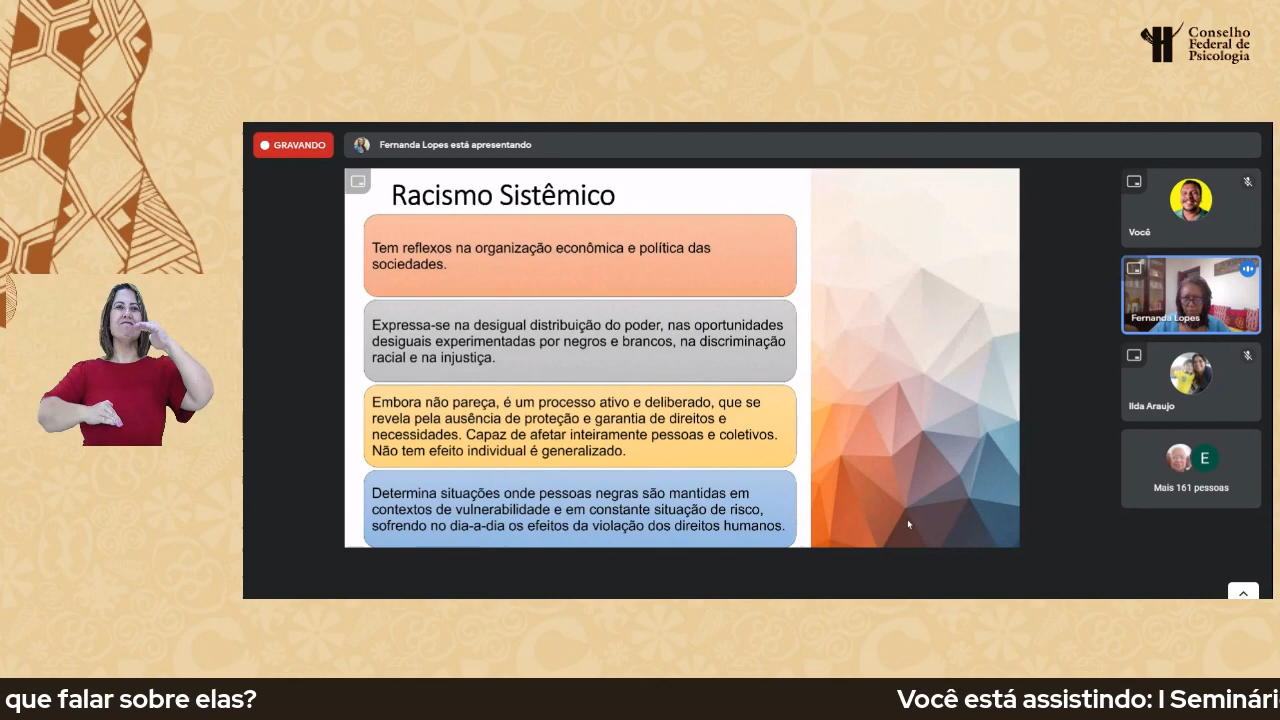 Conselho
Federal de
Psicologia
GRAVANDO
Fernanda Lopes está apresentando
Racismo Sistêmico
Tem reflexos na organização econômica e política das
sociedades.
Expressa-se na desigual distribuição do poder, nas oportunidades
desiguais experimentadas por negros e brancos, na discriminação
racial e na injustiça.
Embora não pareça, é um processo ativo e deliberado, que se
revela pela ausência de proteção e garantia de direitos e
necessidades. Capaz de afetar inteiramente pessoas e coletivos.
Não tem efeito individual é generalizado.
Determina situações onde pessoas negras são mantidas em
contextos de vulnerabilidade e em constante situação de risco,
sofrendo no dia-a-dia os efeitos da violação dos direitos humanos.
Você
Fernanda Lopes
Ilda Araujo
E
Mais 161 pessoas
que falar sobre elas?
Você está assistindo: I Seminári